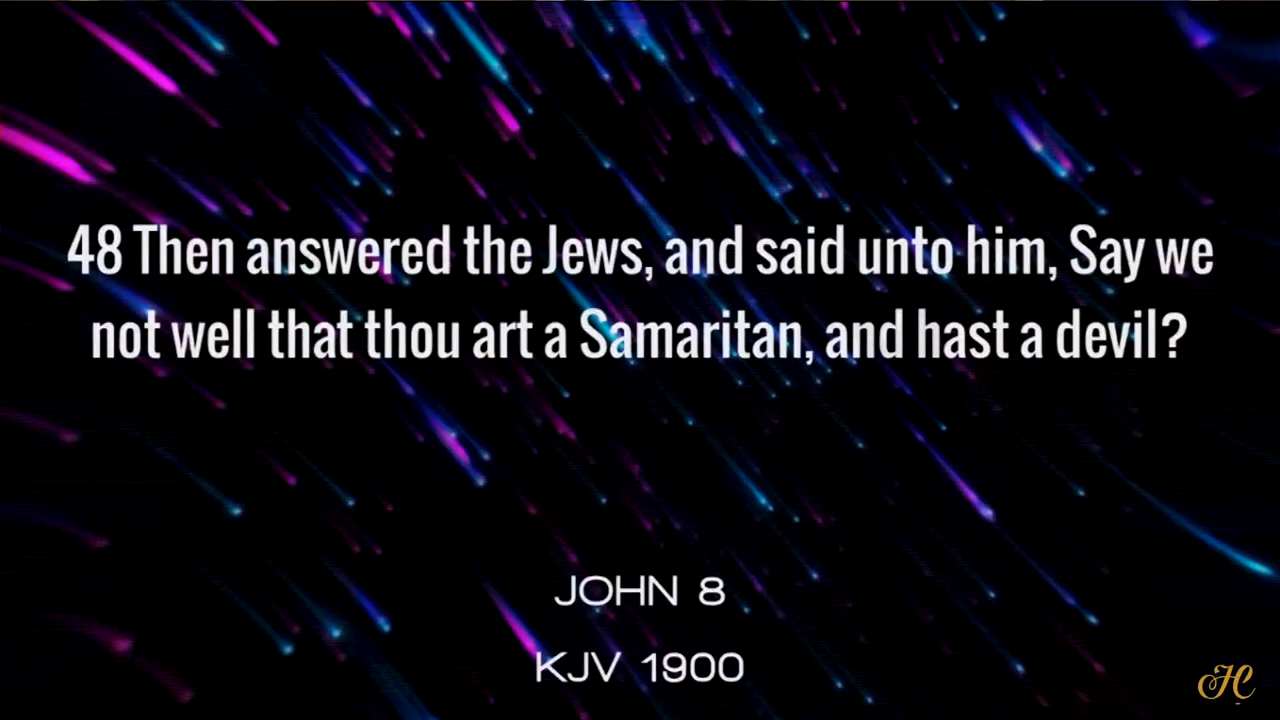 48 Then answered the Jews, and said unto him, Say we
not well that thou art a Samaritan, and hast a devil?
JOHN 8
KJV 1900
H